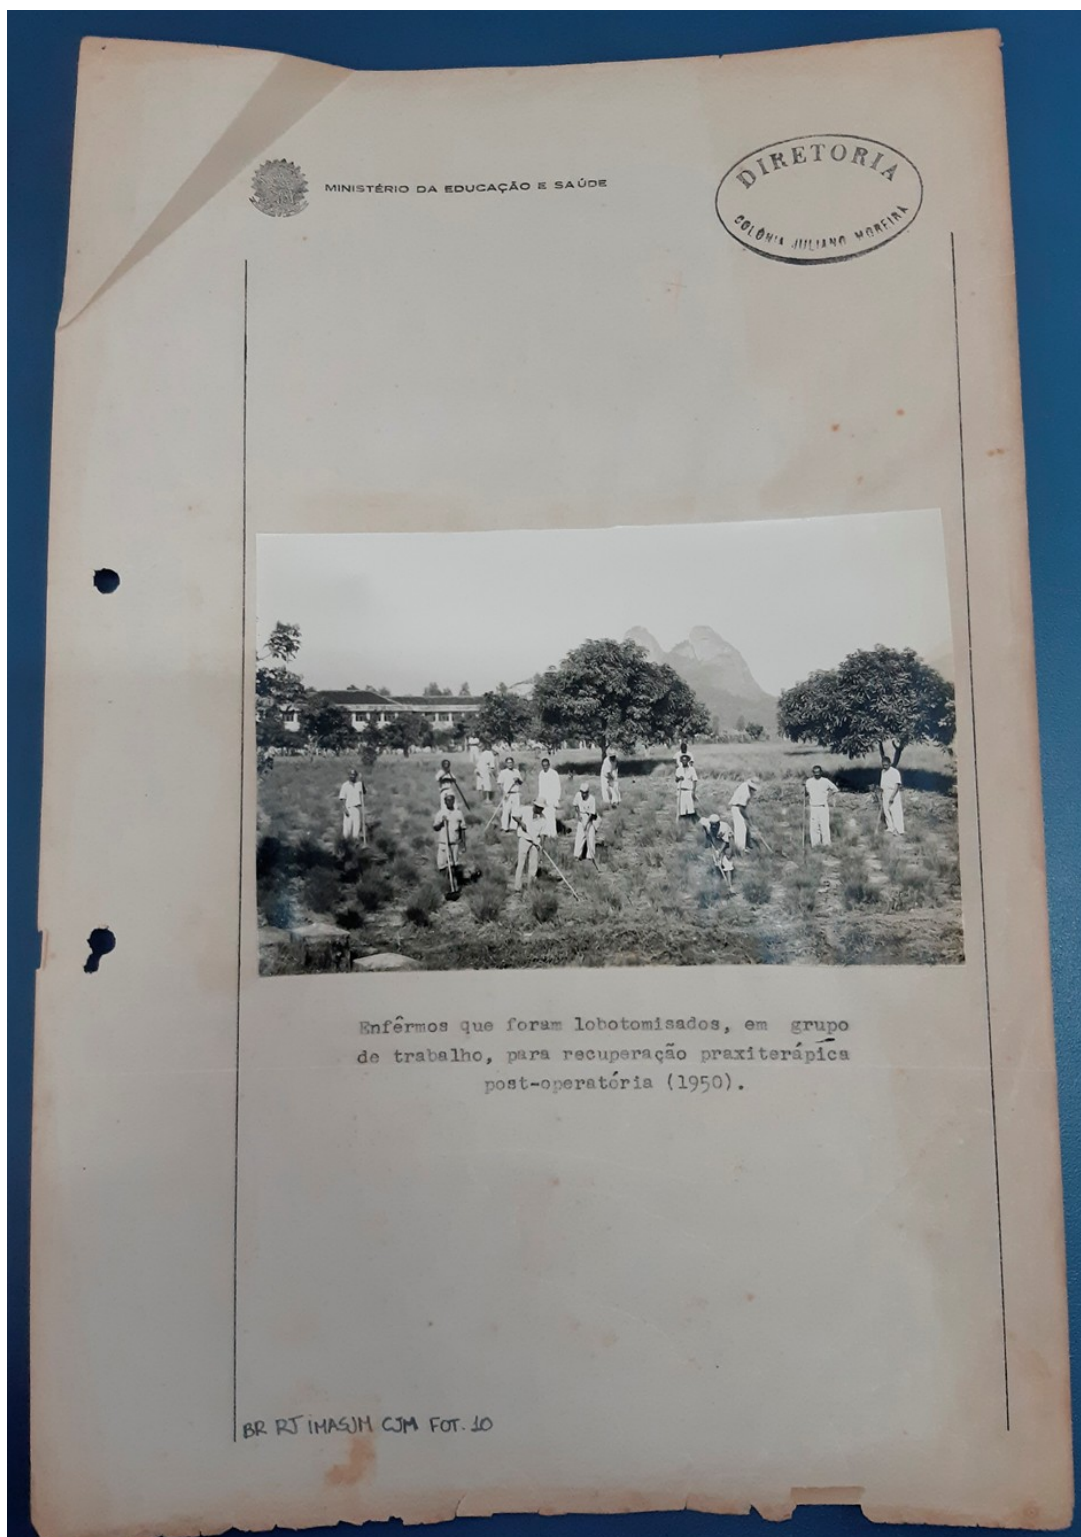 MINISTÉRIO DA EDUCAÇÃO E SAÚDE
DIRETORIA
COLÔNIA JULIANO MOREIRA
Enfêrmos que foram lobotomisados, em grupo
de trabalho, para recuperação praxiterápica
post-operatória (1950).
BR RJ IMASJM CJM FOT. 10